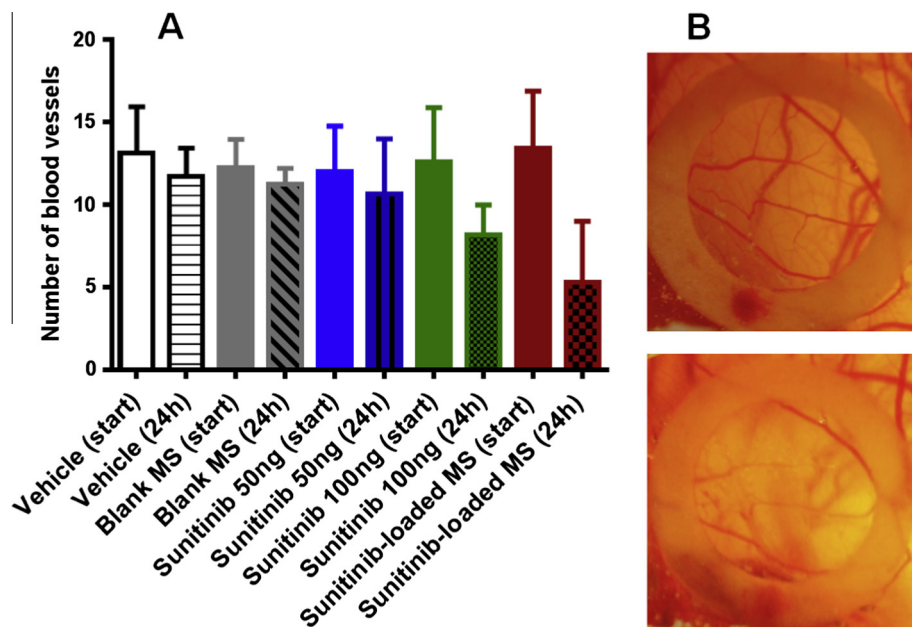 A
B
Number of blood vessels
20
15
10
5
0
Vehicle (start)
Vehicle (24h)
Blank MS (start)
Blank MS (24h)
Sunitinib 50ng (start)
Sunitinib 50ng (24h)
Sunitinib 100ng (start)
Sunitinib 100ng (24h)
Sunitinib-loaded MS (start)
Sunitinib-loaded MS (24h)